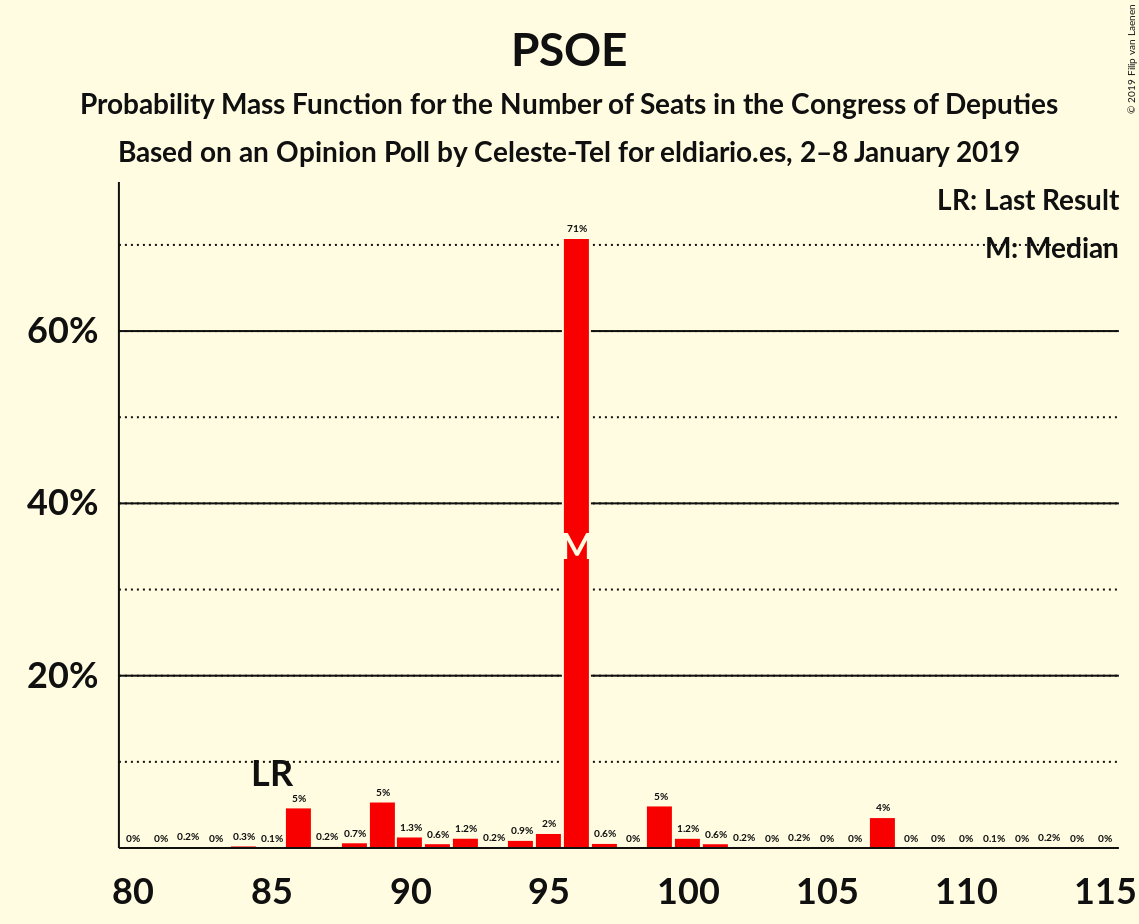 PSOE
Probability Mass Function for the Number of Seats in the Congress of Deputies
Based on an Opinion Poll by Celeste-Tel for eldiario.es, 2–8 January 2019
© 2019 Filip van Laenen
LR: Last Result
M: Median
71%
60%
40%
M
20%
LR
0% 0% 0.2% 0% 0.3% 0.1% 5% 0.2% 0.7% 5% 1.3% 0.6% 1.2% 0.2% 0.9% 2% 0.6% 0% 5% 1.2% 0.6% 0.2% 0% 0.2% 0% 0% 4% 0% 0% 0% 0.1% 0% 0.2% 0% 0%
80 85 90 95 100 105 110 115